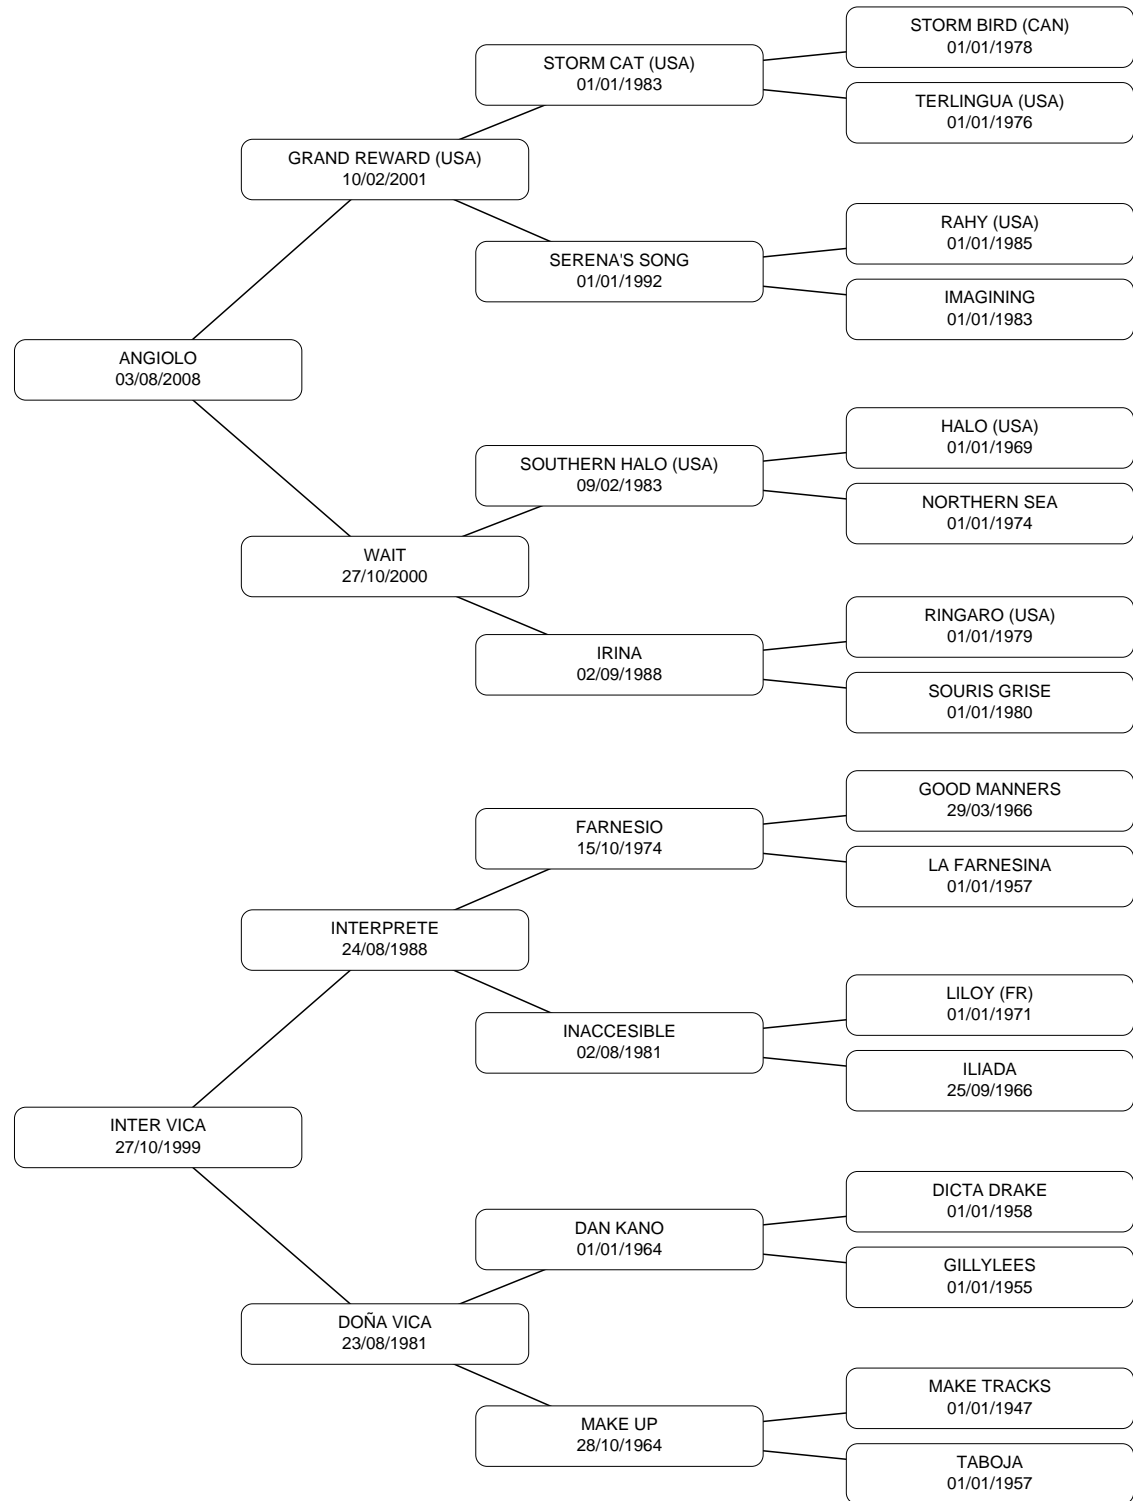 STORM BIRD (CAN)
01/01/1978
STORM CAT (USA)
01/01/1983
TERLINGUA (USA)
01/01/1976
GRAND REWARD (USA)
10/02/2001
RAHY (USA)
01/01/1985
SERENA'S SONG
01/01/1992
IMAGINING
01/01/1983
ANGIOLO
03/08/2008
HALO (USA)
01/01/1969
SOUTHERN HALO (USA)
09/02/1983
NORTHERN SEA
01/01/1974
WAIT
27/10/2000
RINGARO (USA)
01/01/1979
IRINA
02/09/1988
SOURIS GRISE
01/01/1980
GOOD MANNERS
29/03/1966
FARNESIO
15/10/1974
LA FARNESINA
01/01/1957
INTERPRETE
24/08/1988
LILOY (FR)
01/01/1971
INACCESIBLE
02/08/1981
ILIADA
25/09/1966
INTER VICA
27/10/1999
DICTA DRAKE
01/01/1958
DAN KANO
01/01/1964
GILLYLEES
01/01/1955
DOÑA VICA
23/08/1981
MAKE TRACKS
01/01/1947
MAKE UP
28/10/1964
TABOJA
01/01/1957